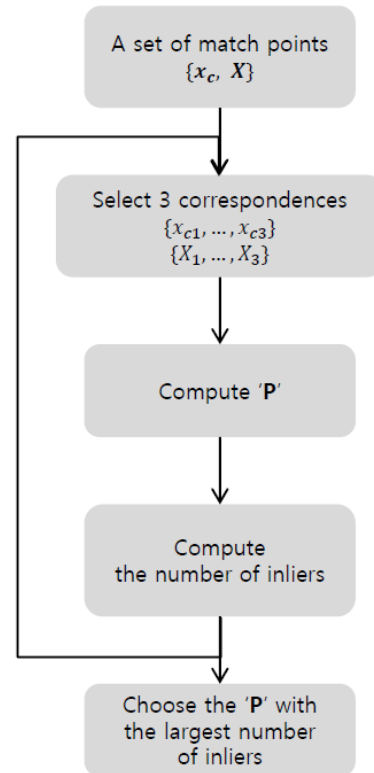 A set of match points
{x_c, X}
Select 3 correspondences
{x_c1, ..., x_c3}
{X_1, ..., X_3}
Compute ‘P’
Compute
the number of inliers
Choose the ‘P’ with
the largest number
of inliers